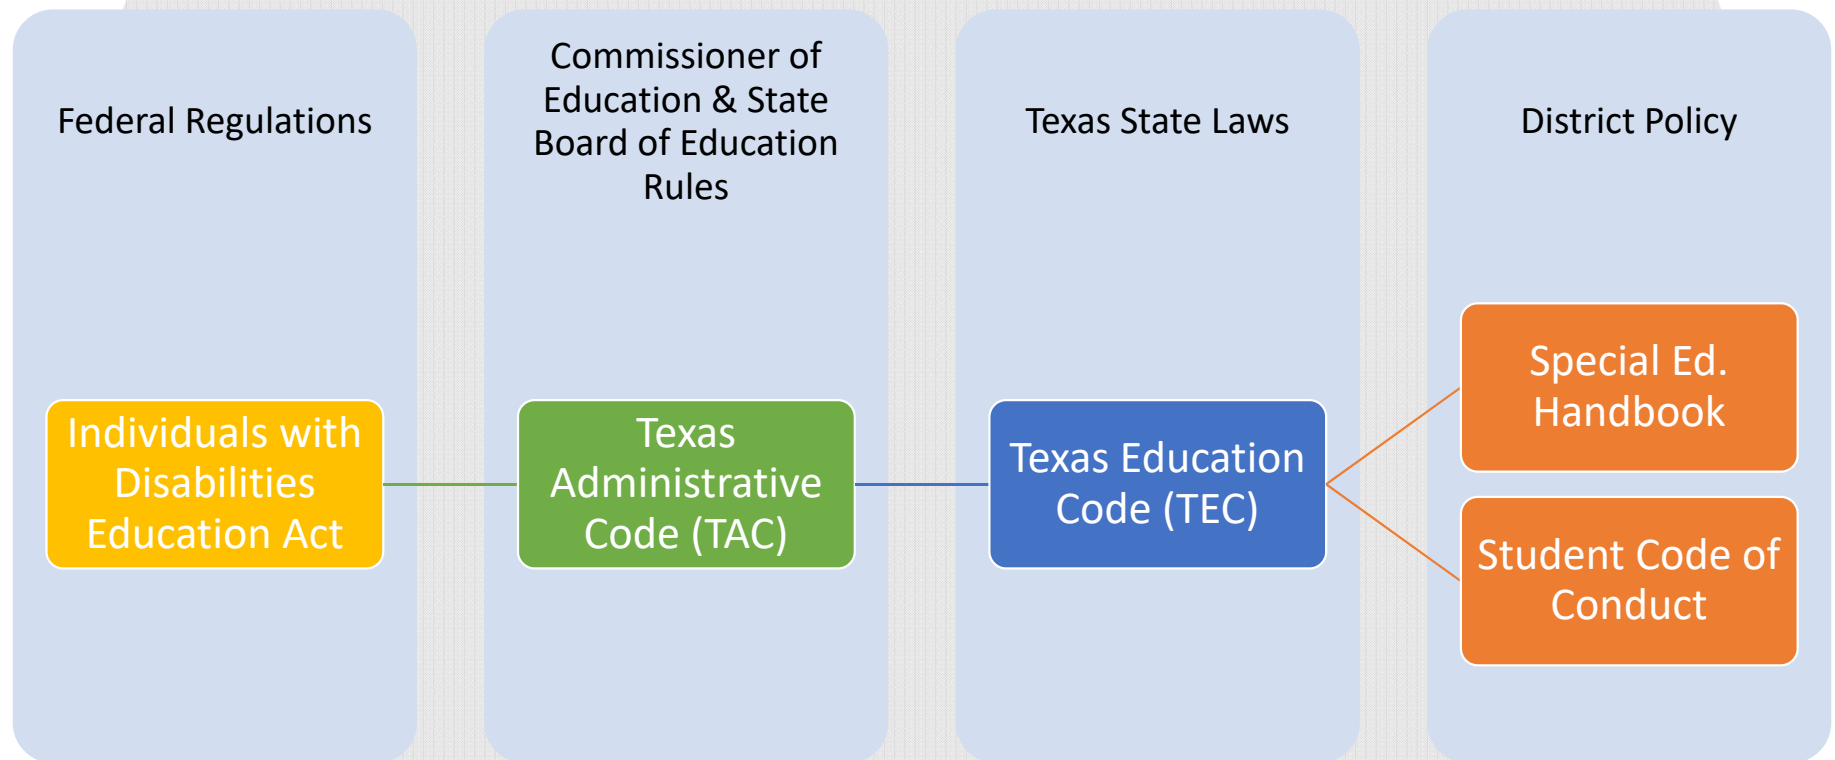 Federal Regulations
Commissioner of
Education & State
Board of Education
Rules
Texas State Laws
District Policy
Individuals with
Disabilities
Education Act
Texas
Administrative
Code (TAC)
Texas Education
Code (TEC)
Special Ed.
Handbook
Student Code of
Conduct